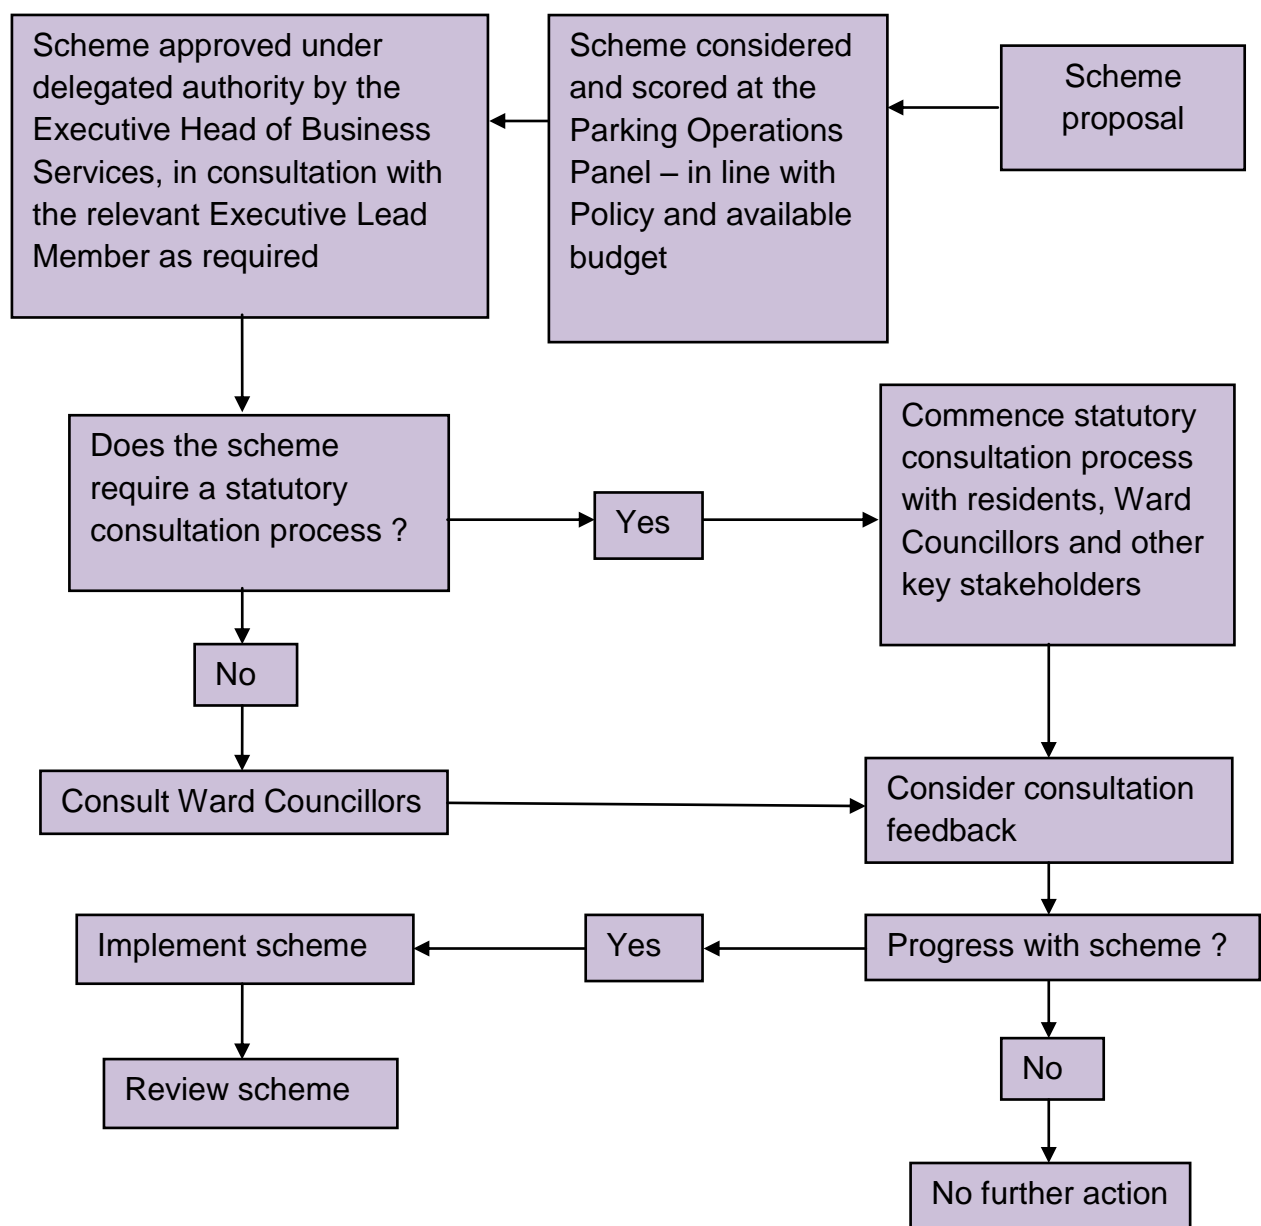 Scheme approved under
delegated authority by the
Executive Head of Business
Services, in consultation with
the relevant Executive Lead
Member as required
Scheme considered
and scored at the
Parking Operations
Panel – in line with
Policy and available
budget
Scheme
proposal
Does the scheme
require a statutory
consultation process ?
Yes
Commence statutory
consultation process
with residents, Ward
Councillors and other
key stakeholders
No
Consult Ward Councillors
Consider consultation
feedback
Implement scheme
Yes
Progress with scheme ?
Review scheme
No
No further action